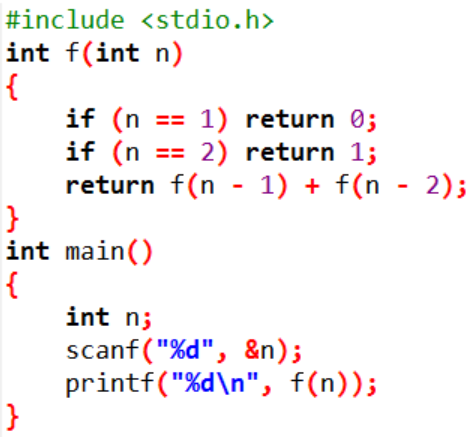 #include <stdio.h>
int f(int n)
{
    if (n == 1) return 0;
    if (n == 2) return 1;
    return f(n - 1) + f(n - 2);
}
int main()
{
    int n;
    scanf("%d", &n);
    printf("%d\n", f(n));
}